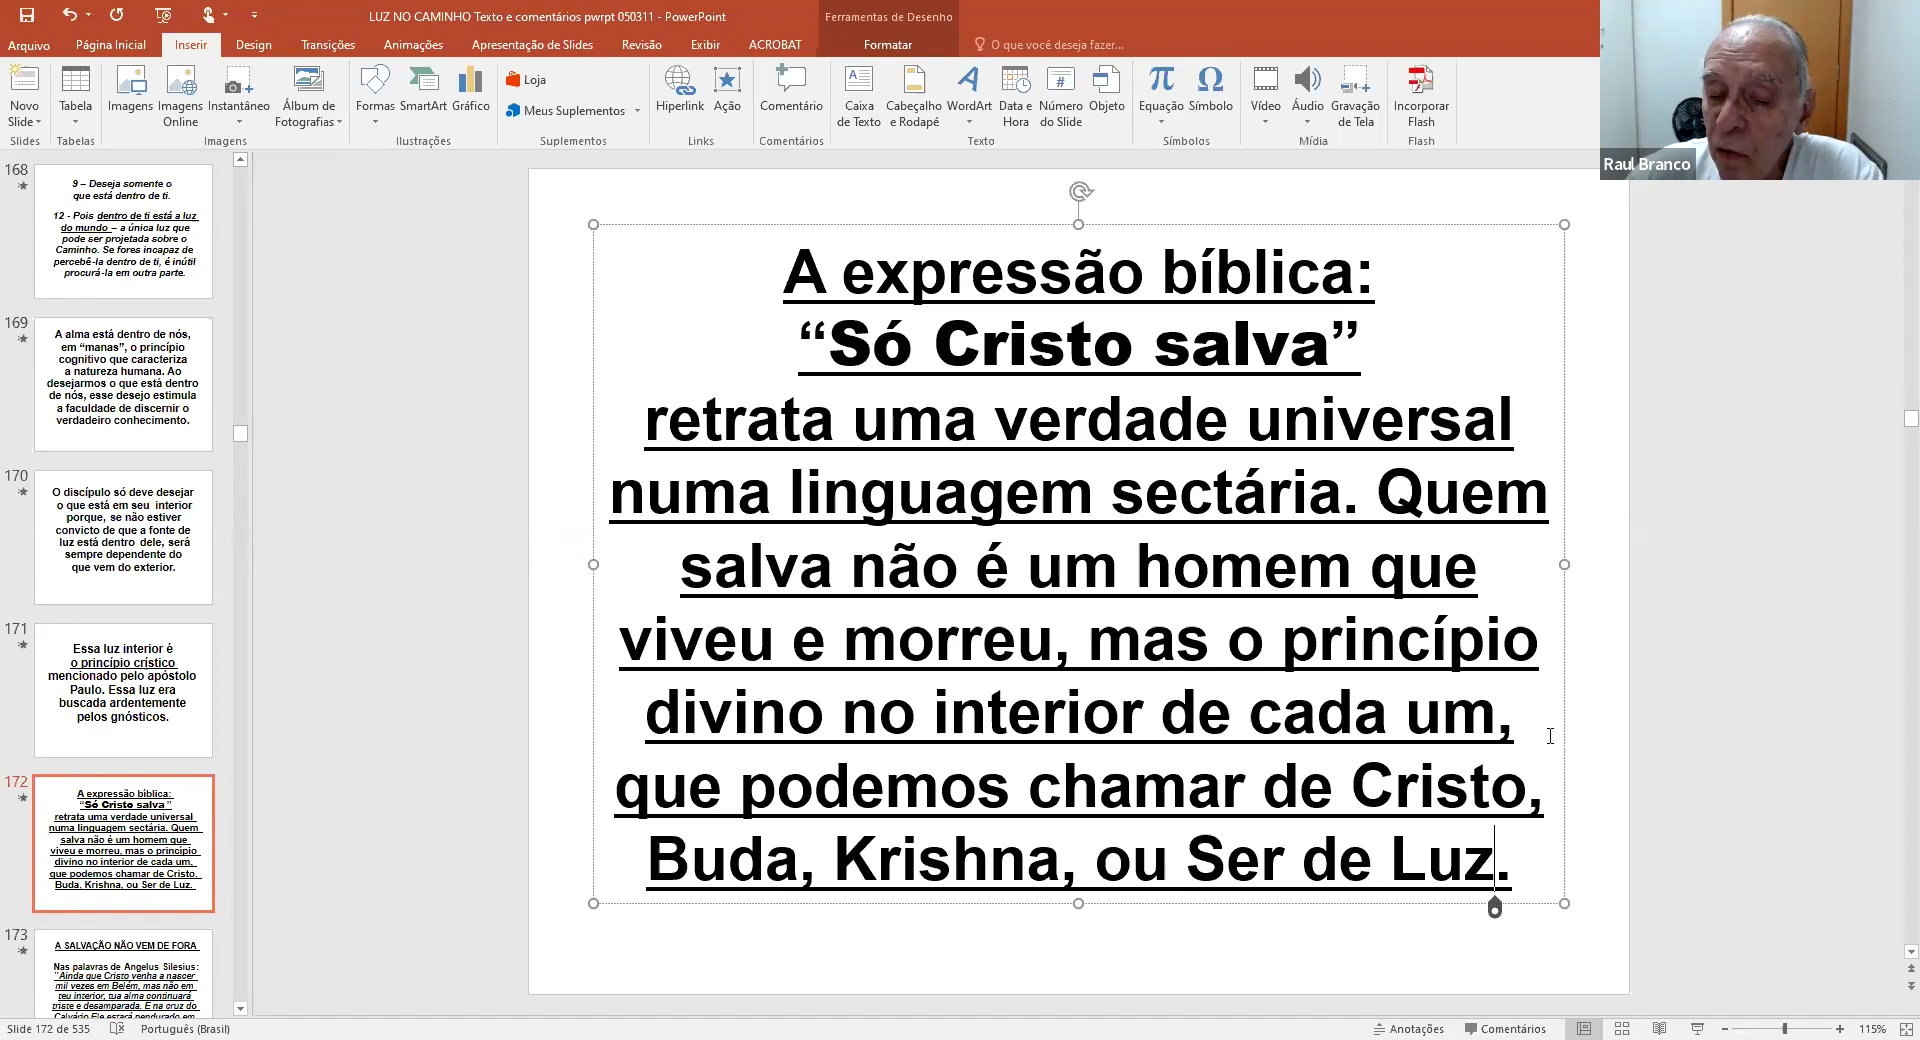 LUZ NO CAMINHO Texto e comentários pwrpt 050311 - PowerPoint
Ferramentas de Desenho
Arquivo
Página Inicial
Inserir
Design
Transições
Animações
Apresentação de Slides
Revisão
Exibir
ACROBAT
Formatar
O que você deseja fazer...
Novo
Slide
Tabela
Imagens
Imagens
Online
Instantâneo
Álbum de
Fotografias
Formas
SmartArt
Gráfico
Loja
Meus Suplementos
Hiperlink
Ação
Comentário
Caixa
de Texto
Cabeçalho
e Rodapé
WordArt
Data e
Hora
Número
do Slide
Objeto
Equação
Símbolo
Vídeo
Áudio
Gravação
de Tela
Incorporar
Flash
Slides
Tabelas
Imagens
Ilustrações
Suplementos
Links
Comentários
Texto
Símbolos
Mídia
Flash
Raul Branco
168
9 – Deseja somente o
que está dentro de ti.
12 - Pois dentro de ti está a luz
do mundo – a única luz que
pode ser projetada sobre o
Caminho. Se fores incapaz de
percebê-la dentro de ti, é inútil
procurá-la em outra parte.
169
A alma está dentro de nós,
em “manas”, o princípio
cognitivo que caracteriza
a natureza humana. Ao
desejarmos o que está dentro
de nós, esse desejo estimula
a faculdade de discernir o
verdadeiro conhecimento.
170
O discípulo só deve desejar
o que está em seu interior
porque, se não estiver
convicto de que a fonte de
luz está dentro dele, será
sempre dependente do
que vem do exterior.
171
Essa luz interior é
o princípio crístico
mencionado pelo apóstolo
Paulo. Essa luz era
buscada ardentemente
pelos gnósticos.
172
A expressão bíblica:
“Só Cristo salva”
retrata uma verdade universal
numa linguagem sectária. Quem
salva não é um homem que
viveu e morreu, mas o princípio
divino no interior de cada um,
que podemos chamar de Cristo,
Buda, Krishna, ou Ser de Luz.
173
A SALVAÇÃO NÃO VEM DE FORA
Nas palavras de Angelus Silesius:
“Ainda que Cristo venha a nascer
mil vezes em Belém, mas não em
teu interior, tua alma continuará
triste e desamparada. E na cruz do
Calvário Ele estará pendurado em
A expressão bíblica:
“Só Cristo salva”
retrata uma verdade universal
numa linguagem sectária. Quem
salva não é um homem que
viveu e morreu, mas o princípio
divino no interior de cada um,
que podemos chamar de Cristo,
Buda, Krishna, ou Ser de Luz.
Slide 172 de 535
Português (Brasil)
Anotações
Comentários
115%